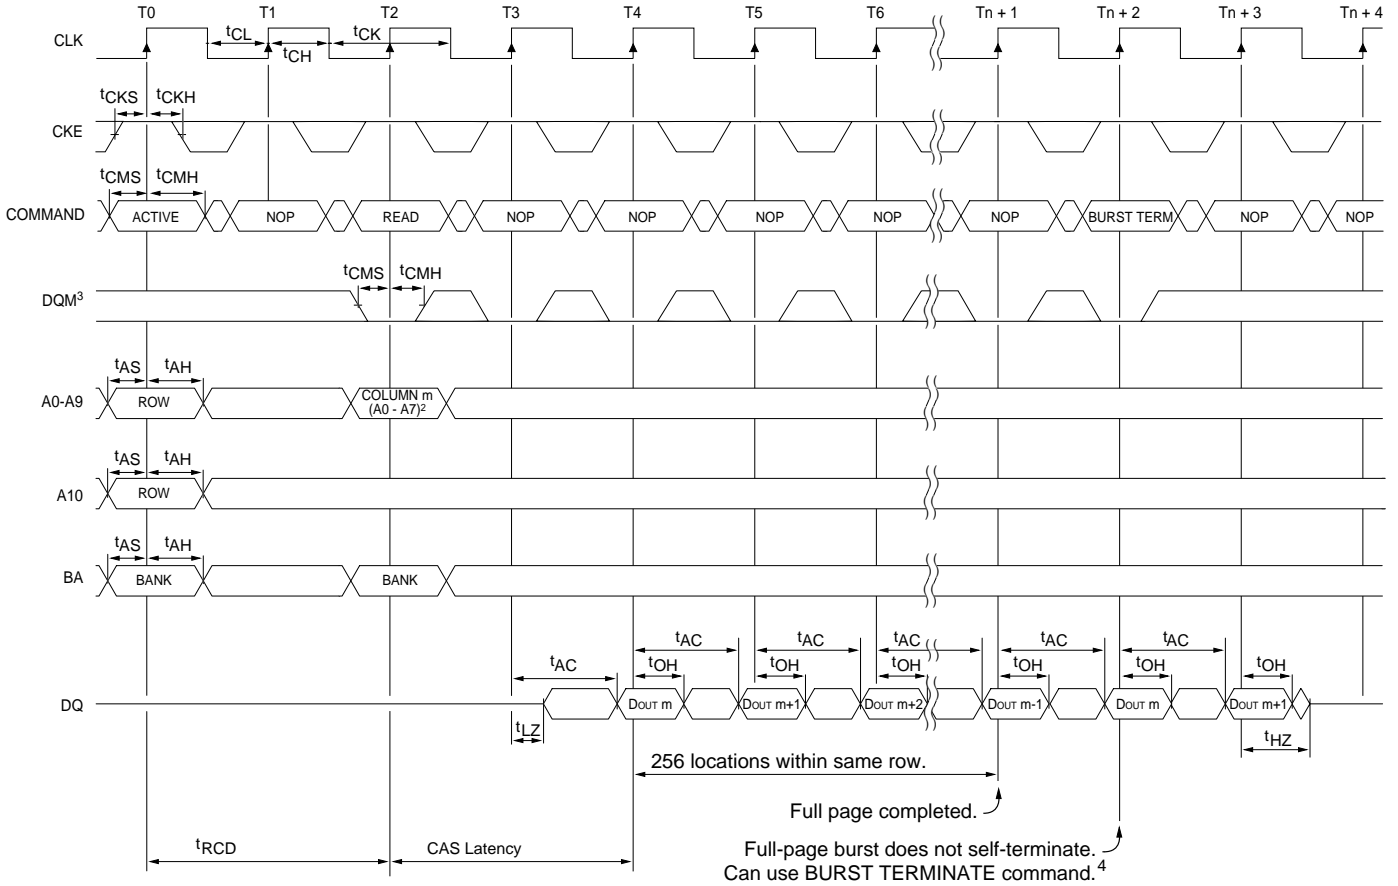 T0 T1 T2 T3 T4 T5 T6 Tn + 1 Tn + 2 Tn + 3 Tn + 4
CLK
tCL tCK
tCH
tCKS tCKH
CKE
tCMS tCMH
COMMAND ACTIVE NOP READ NOP NOP NOP NOP NOP BURST TERM NOP NOP
tCMS tCMH
DQM3
tAS tAH
A0-A9 ROW COLUMN m
(A0 - A7)2
tAS tAH
A10 ROW
tAS tAH
BA BANK BANK
tAC tAC tAC tAC tAC tAC
tOH tOH tOH tOH tOH tOH
DQ DOUT m DOUT m+1 DOUT m+2 DOUT m-1 DOUT m DOUT m+1
tLZ tHZ
256 locations within same row.
Full page completed.
tRCD CAS Latency
Full-page burst does not self-terminate.
Can use BURST TERMINATE command.4